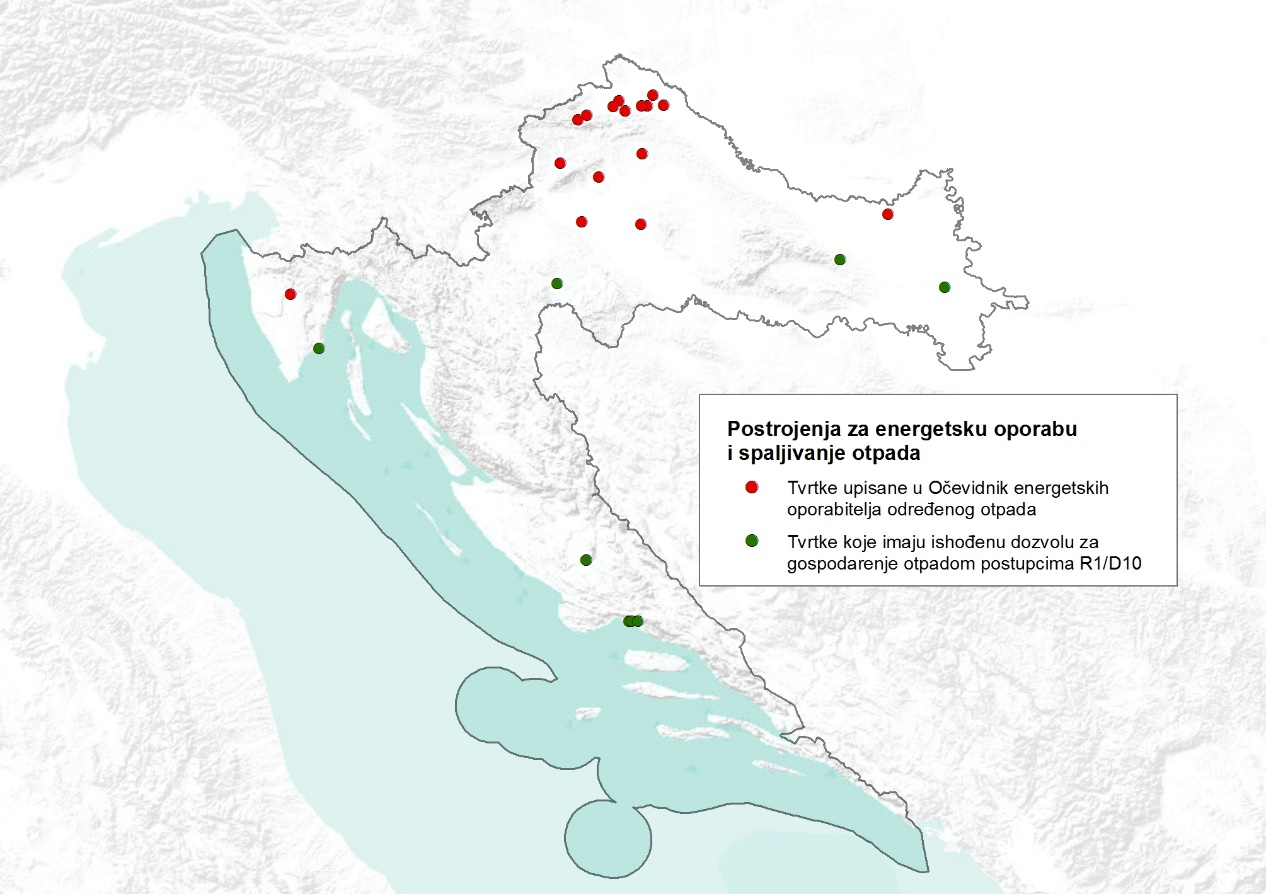 Postrojenja za energetsku oporabu
i spaljivanje otpada
Tvrtke upisane u Očevidnik energetskih
oporabitelja određenog otpada
Tvrtke koje imaju ishođenu dozvolu za
gospodarenje otpadom postupcima R1/D10